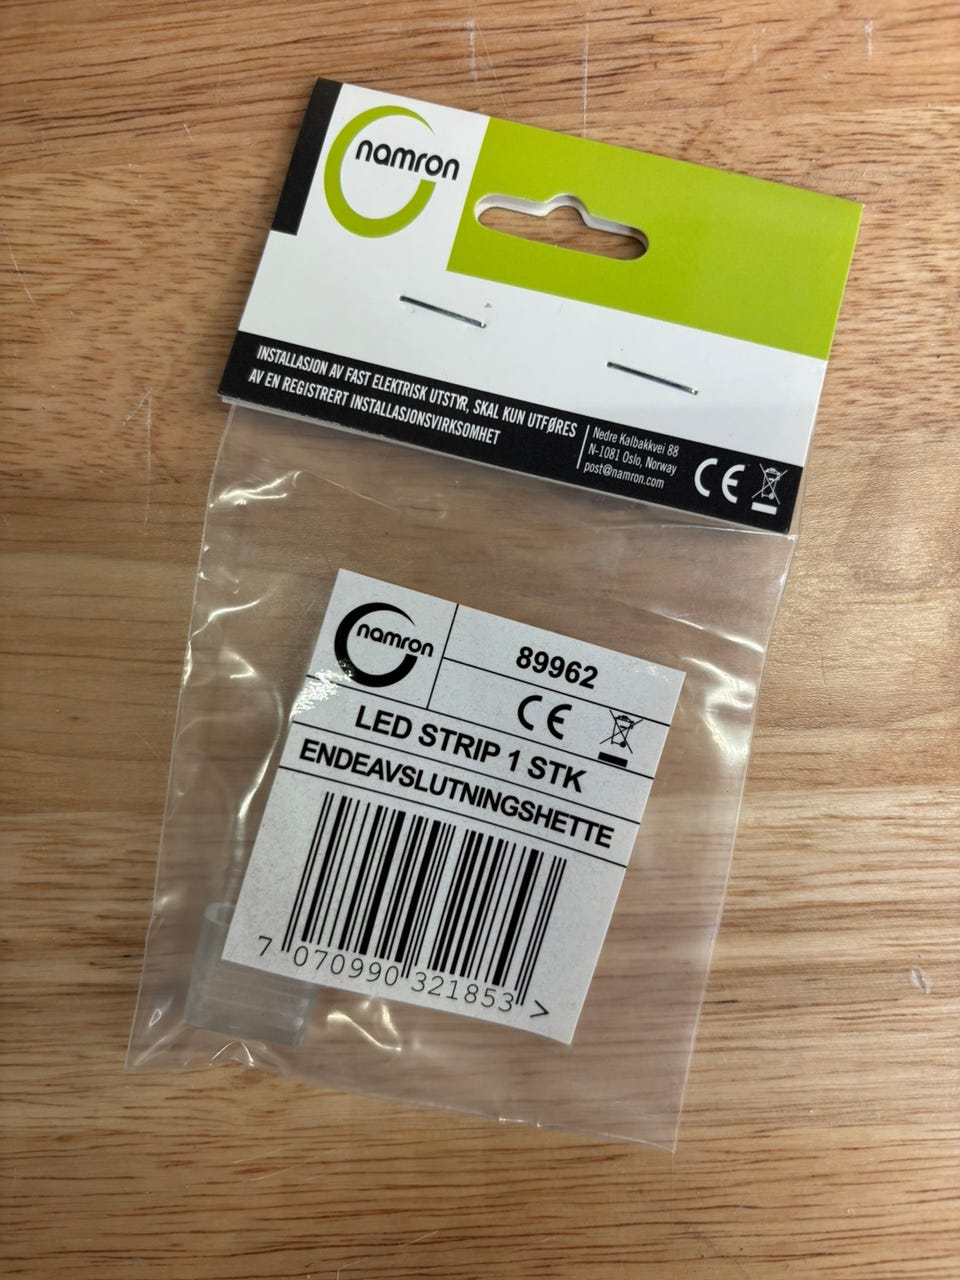 namron
INSTALLASJON AV FAST ELEKTRISK UTSTYR, SKAL KUN UTFØRES
AV EN REGISTRERT INSTALLASJONSVIRKSOMHET
Nedre Kalbakkvei 88
N-1081 Oslo, Norway
post@namron.com
CE
namron
89962
CE
LED STRIP 1 STK
ENDEAVSLUTNINGSHETTE
7 070990 321853 >